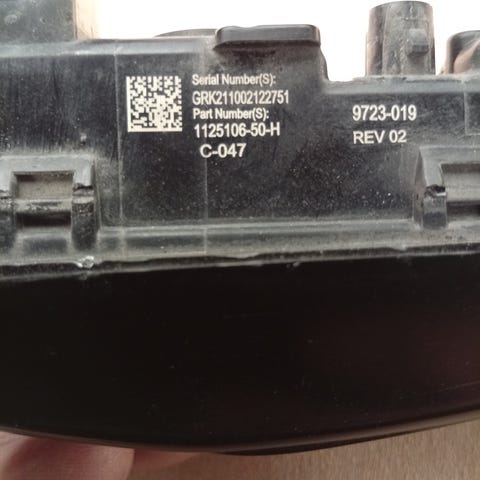 Serial Number(S):
GRK211002122751
Part Number(S):
1125106-50-H
C-047
9723-019
REV 02